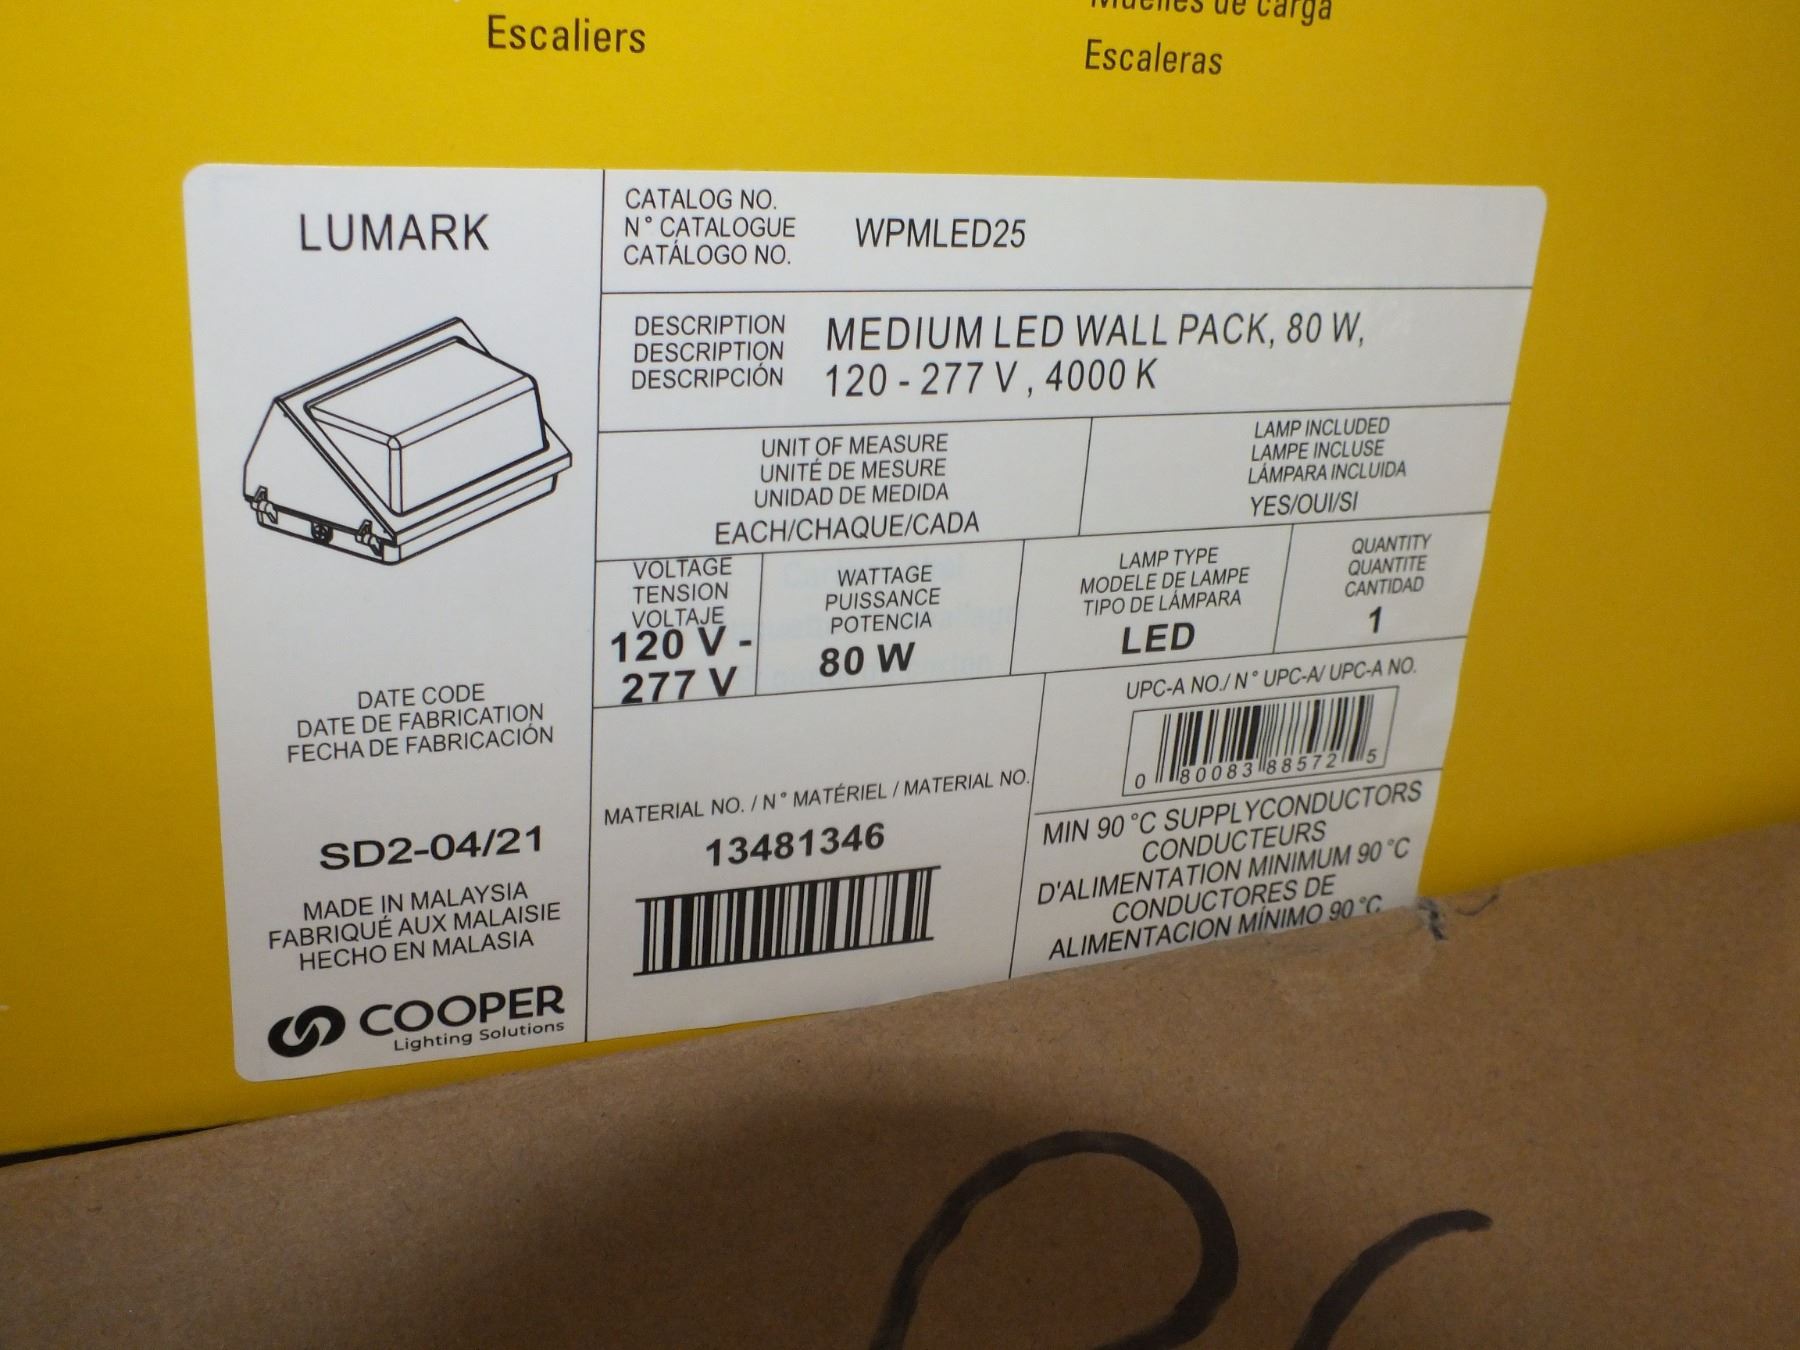 Escaliers
Muelles de carga
Escaleras
LUMARK
CATALOG NO.
N° CATALOGUE
CATÁLOGO NO.
WPMLED25
DESCRIPTION
DESCRIPTION
DESCRIPCIÓN
MEDIUM LED WALL PACK, 80 W,
120 - 277 V , 4000 K
UNIT OF MEASURE
UNITÉ DE MESURE
UNIDAD DE MEDIDA
EACH/CHAQUE/CADA
LAMP INCLUDED
LAMPE INCLUSE
LÁMPARA INCLUIDA
YES/OUI/SI
VOLTAGE
TENSION
VOLTAJE
120 V -
277 V
WATTAGE
PUISSANCE
POTENCIA
80 W
LAMP TYPE
MODELE DE LAMPE
TIPO DE LÁMPARA
LED
QUANTITY
QUANTITE
CANTIDAD
1
DATE CODE
DATE DE FABRICATION
FECHA DE FABRICACIÓN
SD2-04/21
MADE IN MALAYSIA
FABRIQUÉ AUX MALAISIE
HECHO EN MALASIA
COOPER
Lighting Solutions
MATERIAL NO. / N° MATÉRIEL / MATERIAL NO.
13481346
UPC-A NO./ N° UPC-A/ UPC-A NO.
0 80083 88572 5
MIN 90 °C SUPPLYCONDUCTORS
CONDUCTEURS
D'ALIMENTATION MINIMUM 90 °C
CONDUCTORES DE
ALIMENTACION MÍNIMO 90 °C